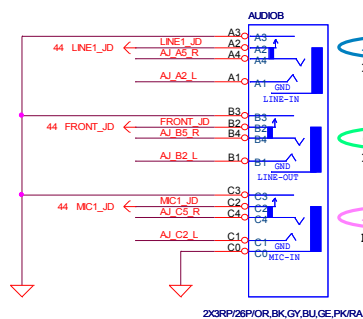 AUDIOB
A3 A3
44 LINE1_JD LINE1_JD A2 A2
AJ_A5_R A4 A4
AJ_A2_L A1 A1
GND
LINE-IN
B3 B3
44 FRONT_JD FRONT_JD B2 B2
AJ_B5_R B4 B4
AJ_B2_L B1 B1
GND
LINE-OUT
C3 C3
44 MIC1_JD MIC1_JD C2 C2
AJ_C5_R C4 C4
AJ_C2_L C1 C1
C0 GND
MIC-IN
2X3RP/26P/OR,BK,GY,BU,GE,PK/RA